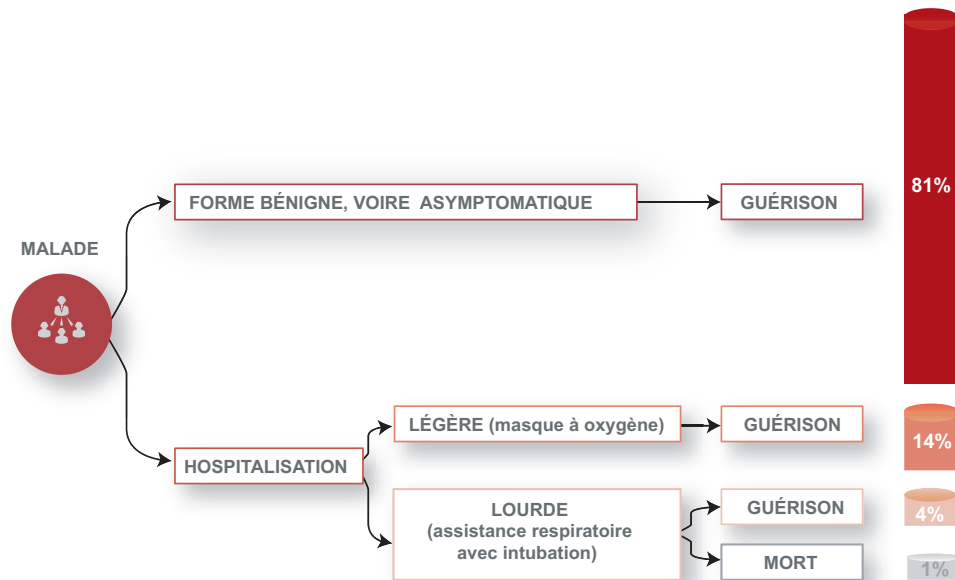 FORME BÉNIGNE, VOIRE ASYMPTOMATIQUE
GUÉRISON
81%
MALADE
LÉGÈRE (masque à oxygène)
GUÉRISON
14%
HOSPITALISATION
LOURDE
(assistance respiratoire
avec intubation)
GUÉRISON
4%
MORT
1%